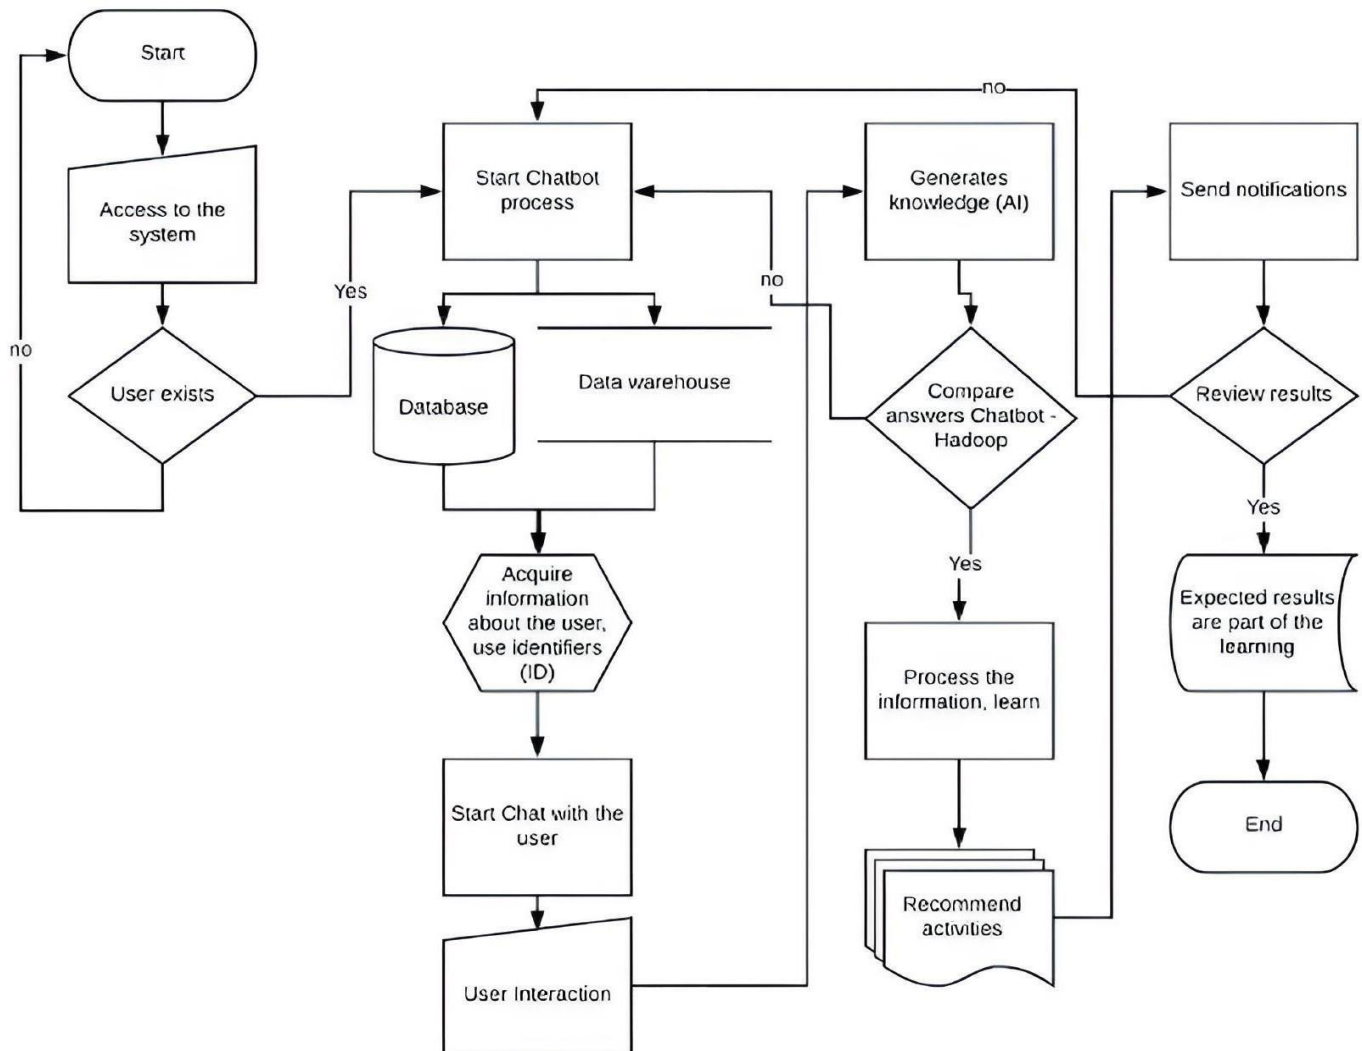 Start
Access to the
system
User exists
no
Yes
Start Chatbot
process
Database
Data warehouse
Acquire
information
about the user,
use identifiers
(ID)
Start Chat with the
user
User Interaction
Generates
knowledge (AI)
no
Compare
answers Chatbot -
Hadoop
Yes
Process the
information, learn
Recommend
activities
Send notifications
no
Review results
Yes
Expected results
are part of the
learning
End